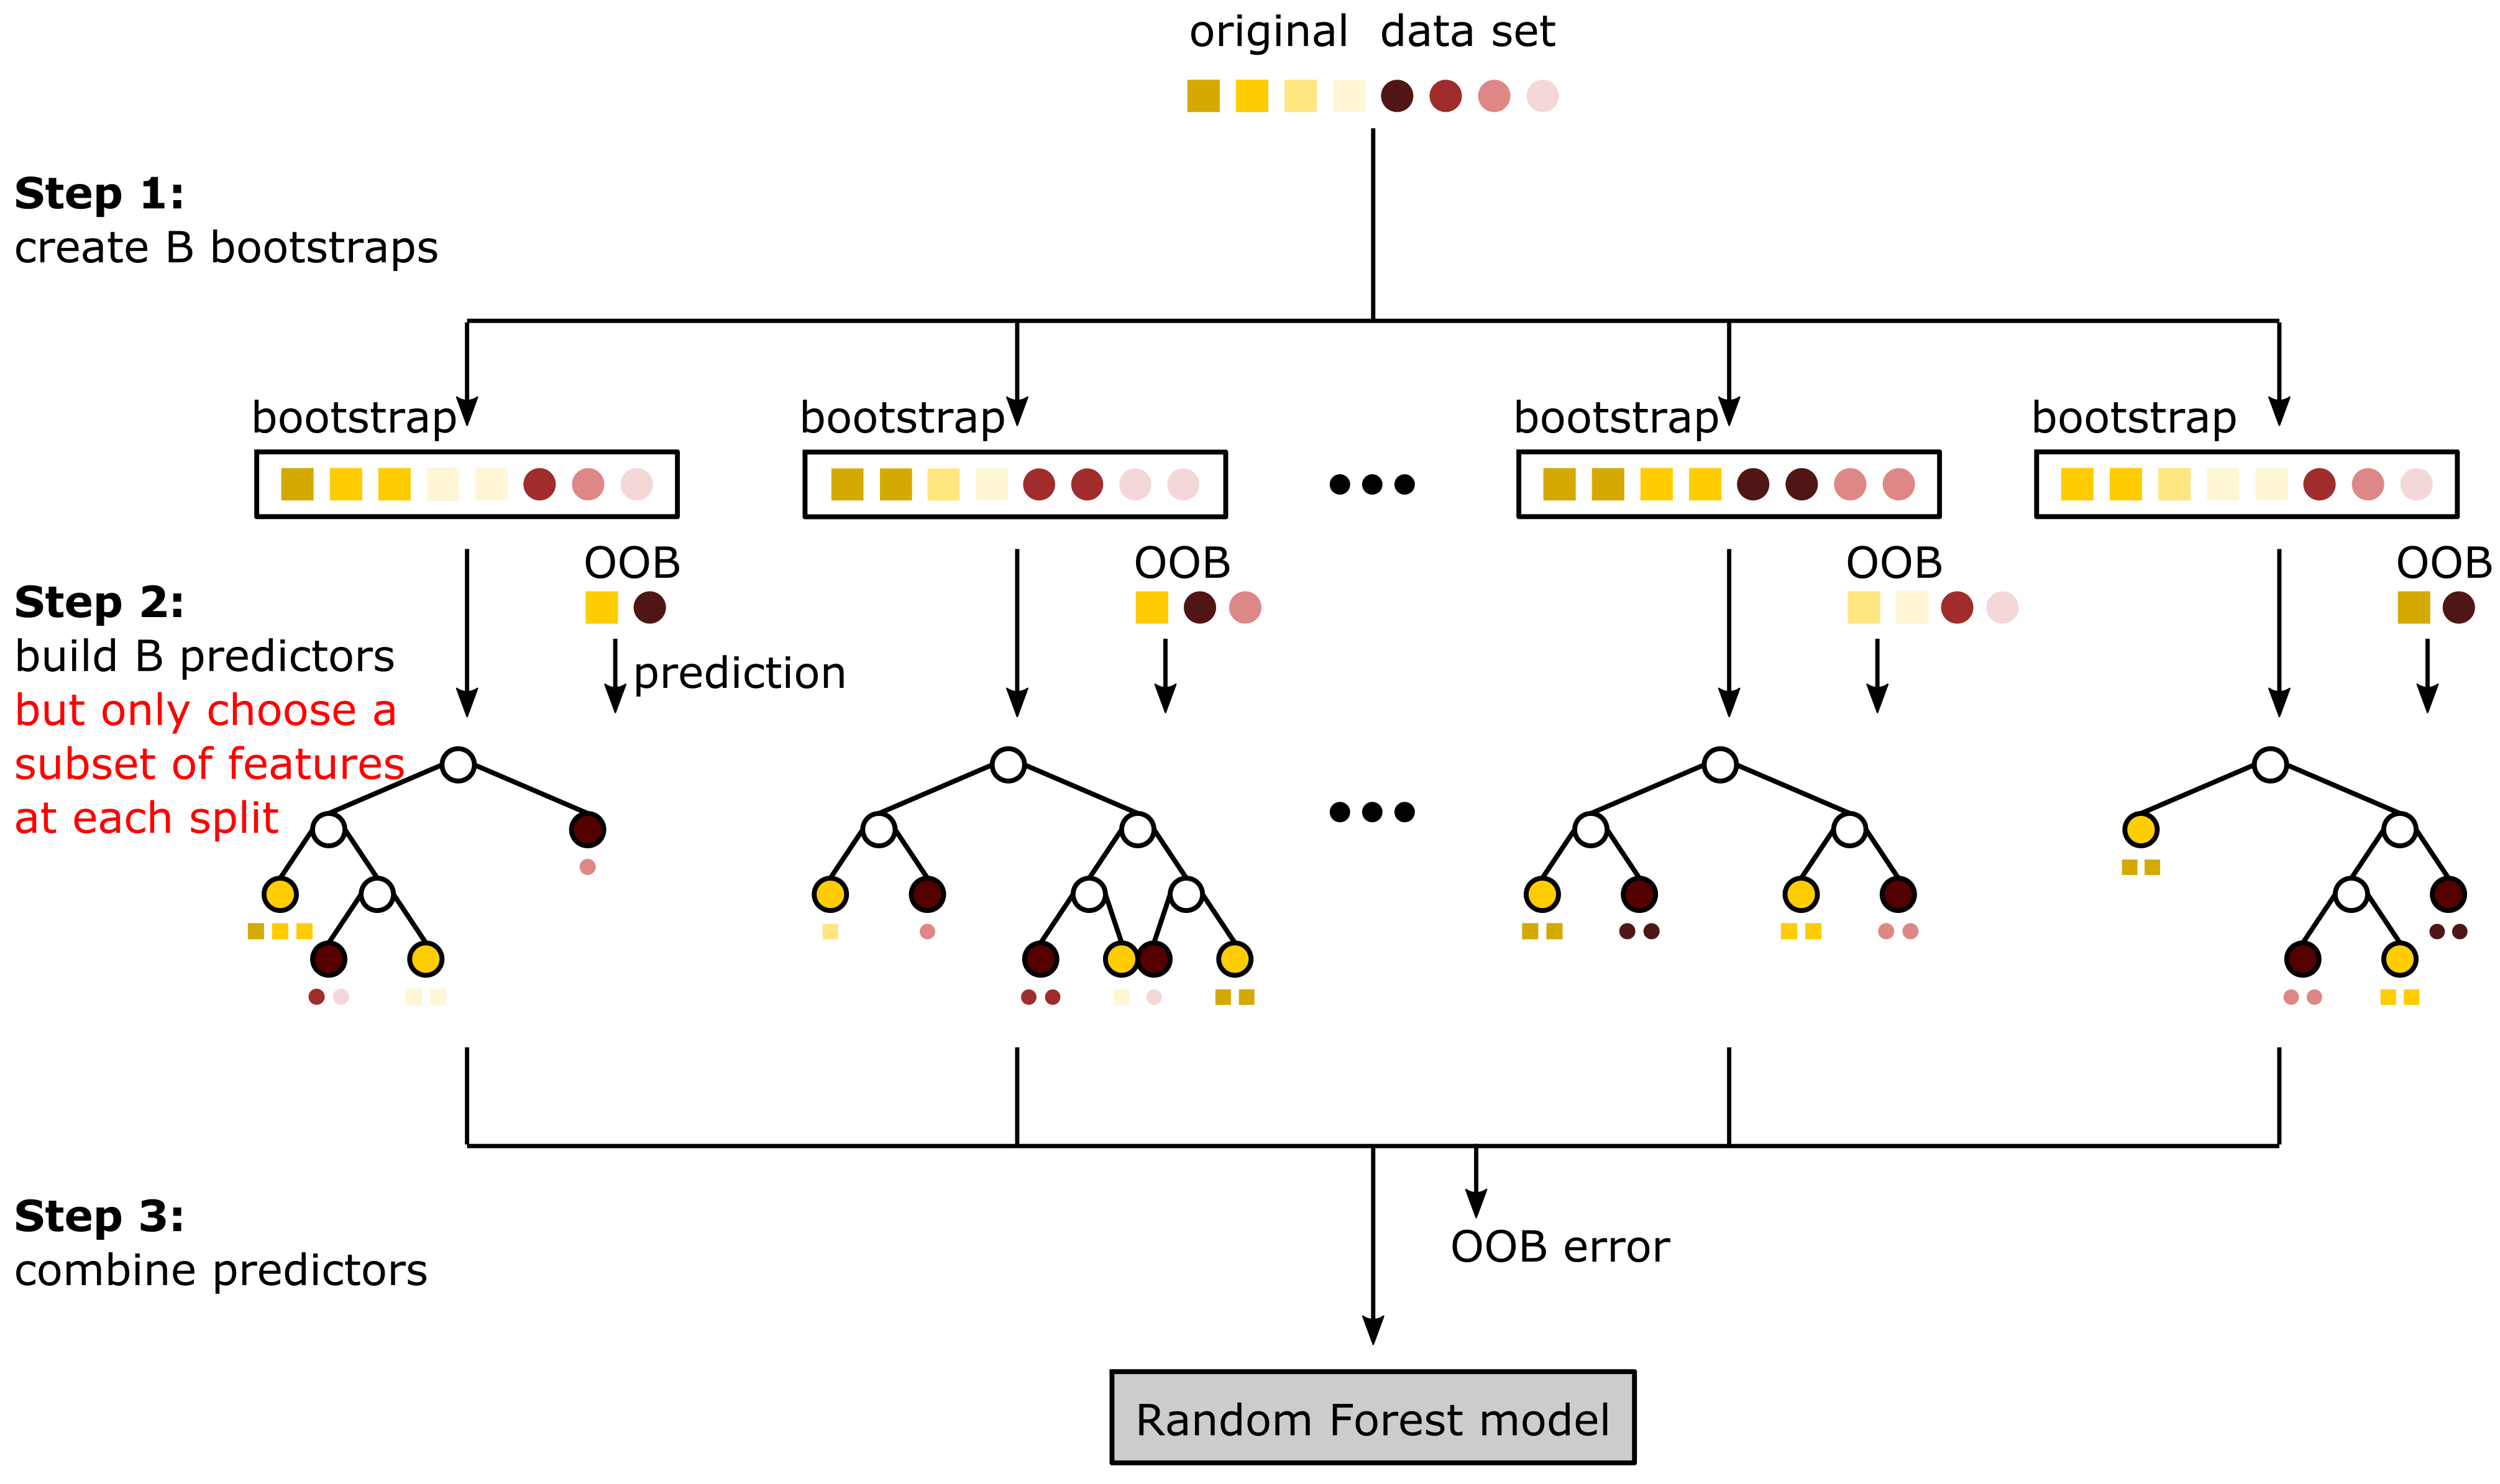 original data set
Step 1:
create B bootstraps
bootstrap
bootstrap
bootstrap
bootstrap
OOB
OOB
OOB
OOB
Step 2:
build B predictors
but only choose a
subset of features
at each split
prediction
Step 3:
combine predictors
OOB error
Random Forest model